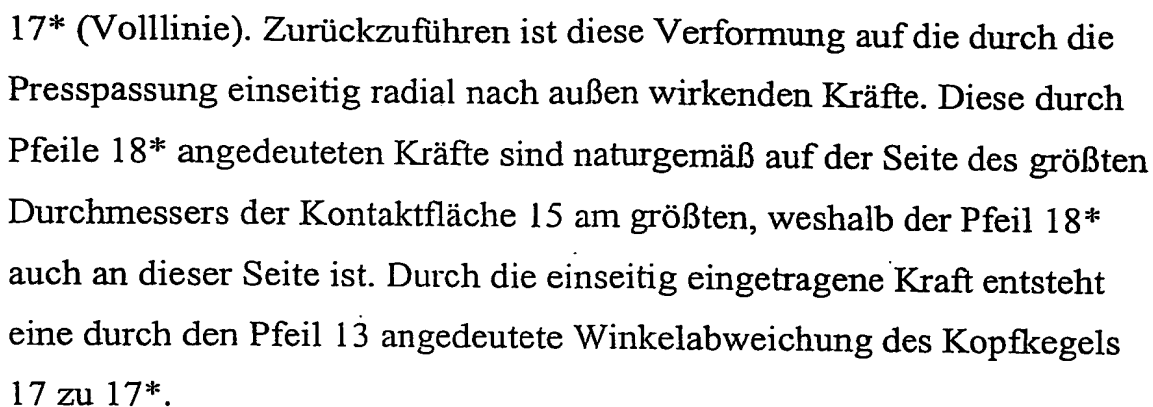 17* (Volllinie). Zurückzuführen ist diese Verformung auf die durch die
Presspassung einseitig radial nach außen wirkenden Kräfte. Diese durch
Pfeile 18* angedeuteten Kräfte sind naturgemäß auf der Seite des größten
Durchmessers der Kontaktfläche 15 am größten, weshalb der Pfeil 18*
auch an dieser Seite ist. Durch die einseitig eingetragene Kraft entsteht
eine durch den Pfeil 13 angedeutete Winkelabweichung des Kopfkegels
17 zu 17*.